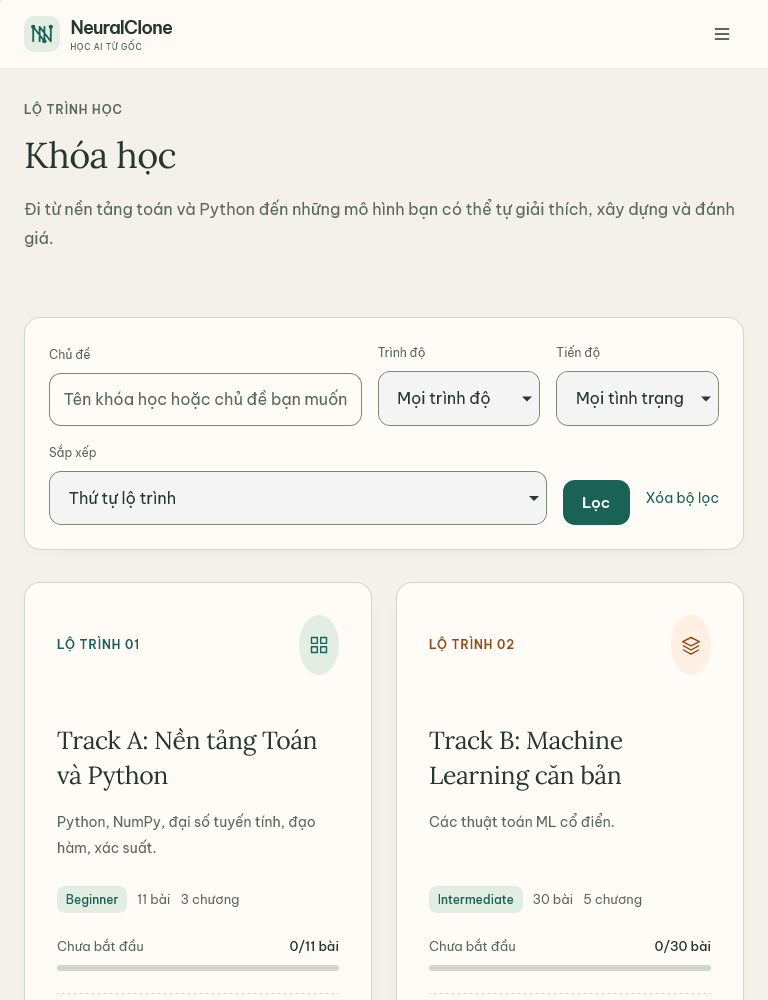 NeuralClone
HỌC AI TỪ GỐC
LỘ TRÌNH HỌC
Khóa học
Đi từ nền tảng toán và Python đến những mô hình bạn có thể tự giải thích, xây dựng và đánh
giá.
Chủ đề
Trình độ
Tiến độ
Tên khóa học hoặc chủ đề bạn muốn
Mọi trình độ
Mọi tình trạng
Sắp xếp
Thứ tự lộ trình
Lọc
Xóa bộ lọc
LỘ TRÌNH 01
Track A: Nền tảng Toán
và Python
Python, NumPy, đại số tuyến tính, đạo
hàm, xác suất.
Beginner 11 bài 3 chương
Chưa bắt đầu 0/11 bài
LỘ TRÌNH 02
Track B: Machine
Learning căn bản
Các thuật toán ML cổ điển.
Intermediate 30 bài 5 chương
Chưa bắt đầu 0/30 bài